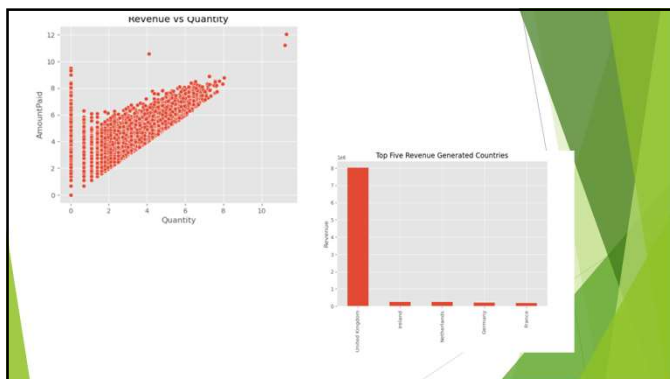 Revenue vs Quantity
12
10
8
6
4
2
0
AmountPaid
0 2 4 6 8 10
Quantity
Top Five Revenue Generated Countries
1e6
8
7
6
5
4
3
2
1
0
Revenue
United Kingdom
Ireland
Netherlands
Germany
France